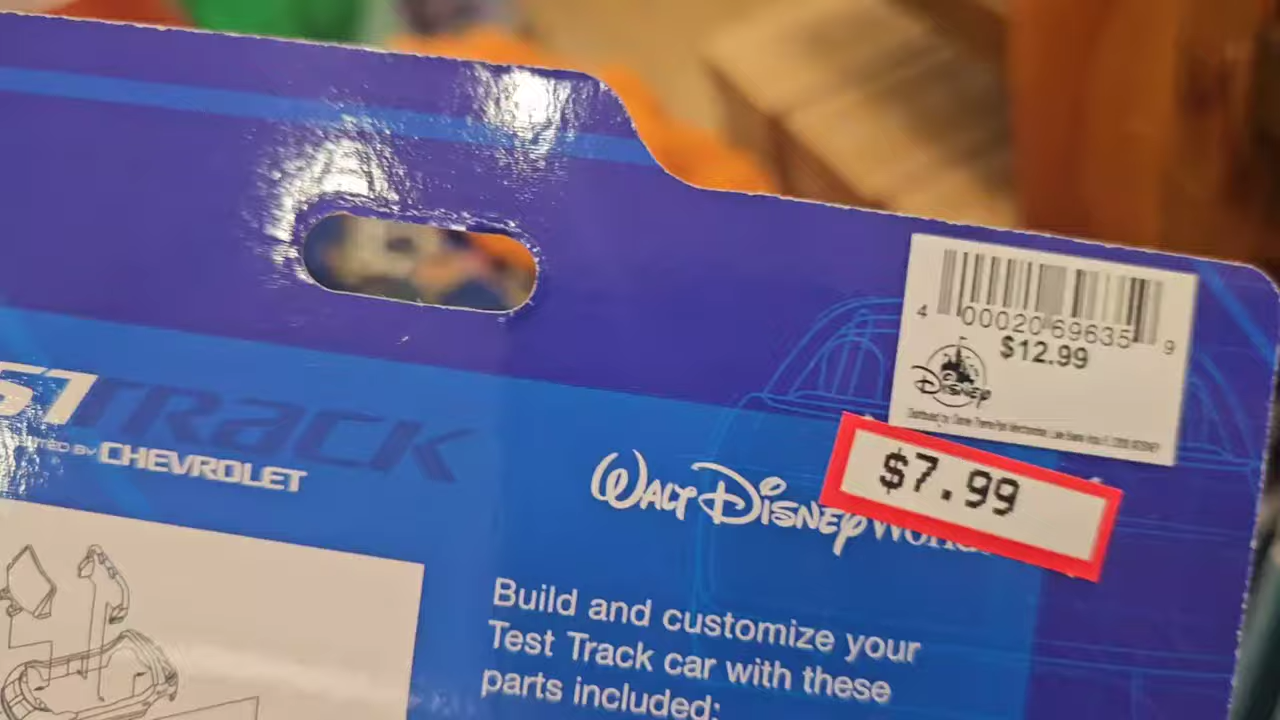 4 00020 69635 9
$12.99
Disney
$7.99
TRACK
CHEVROLET
Walt Disney World
Build and customize your
Test Track car with these
parts included: